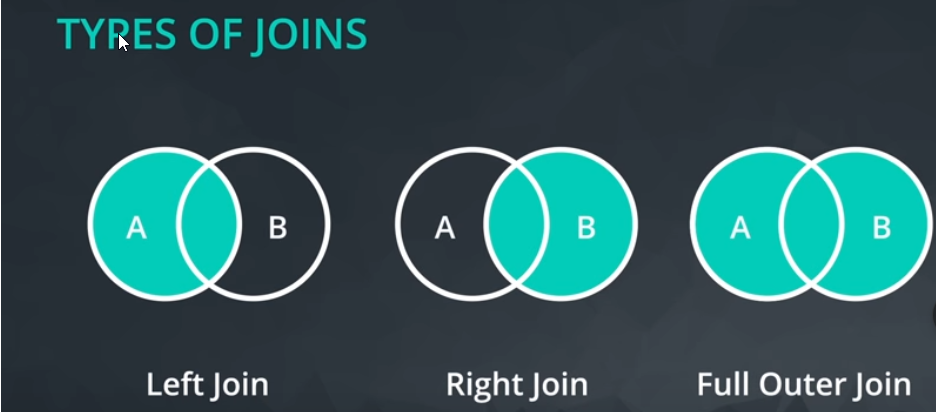 TYPES OF JOINS
A B A B A B
Left Join Right Join Full Outer Join